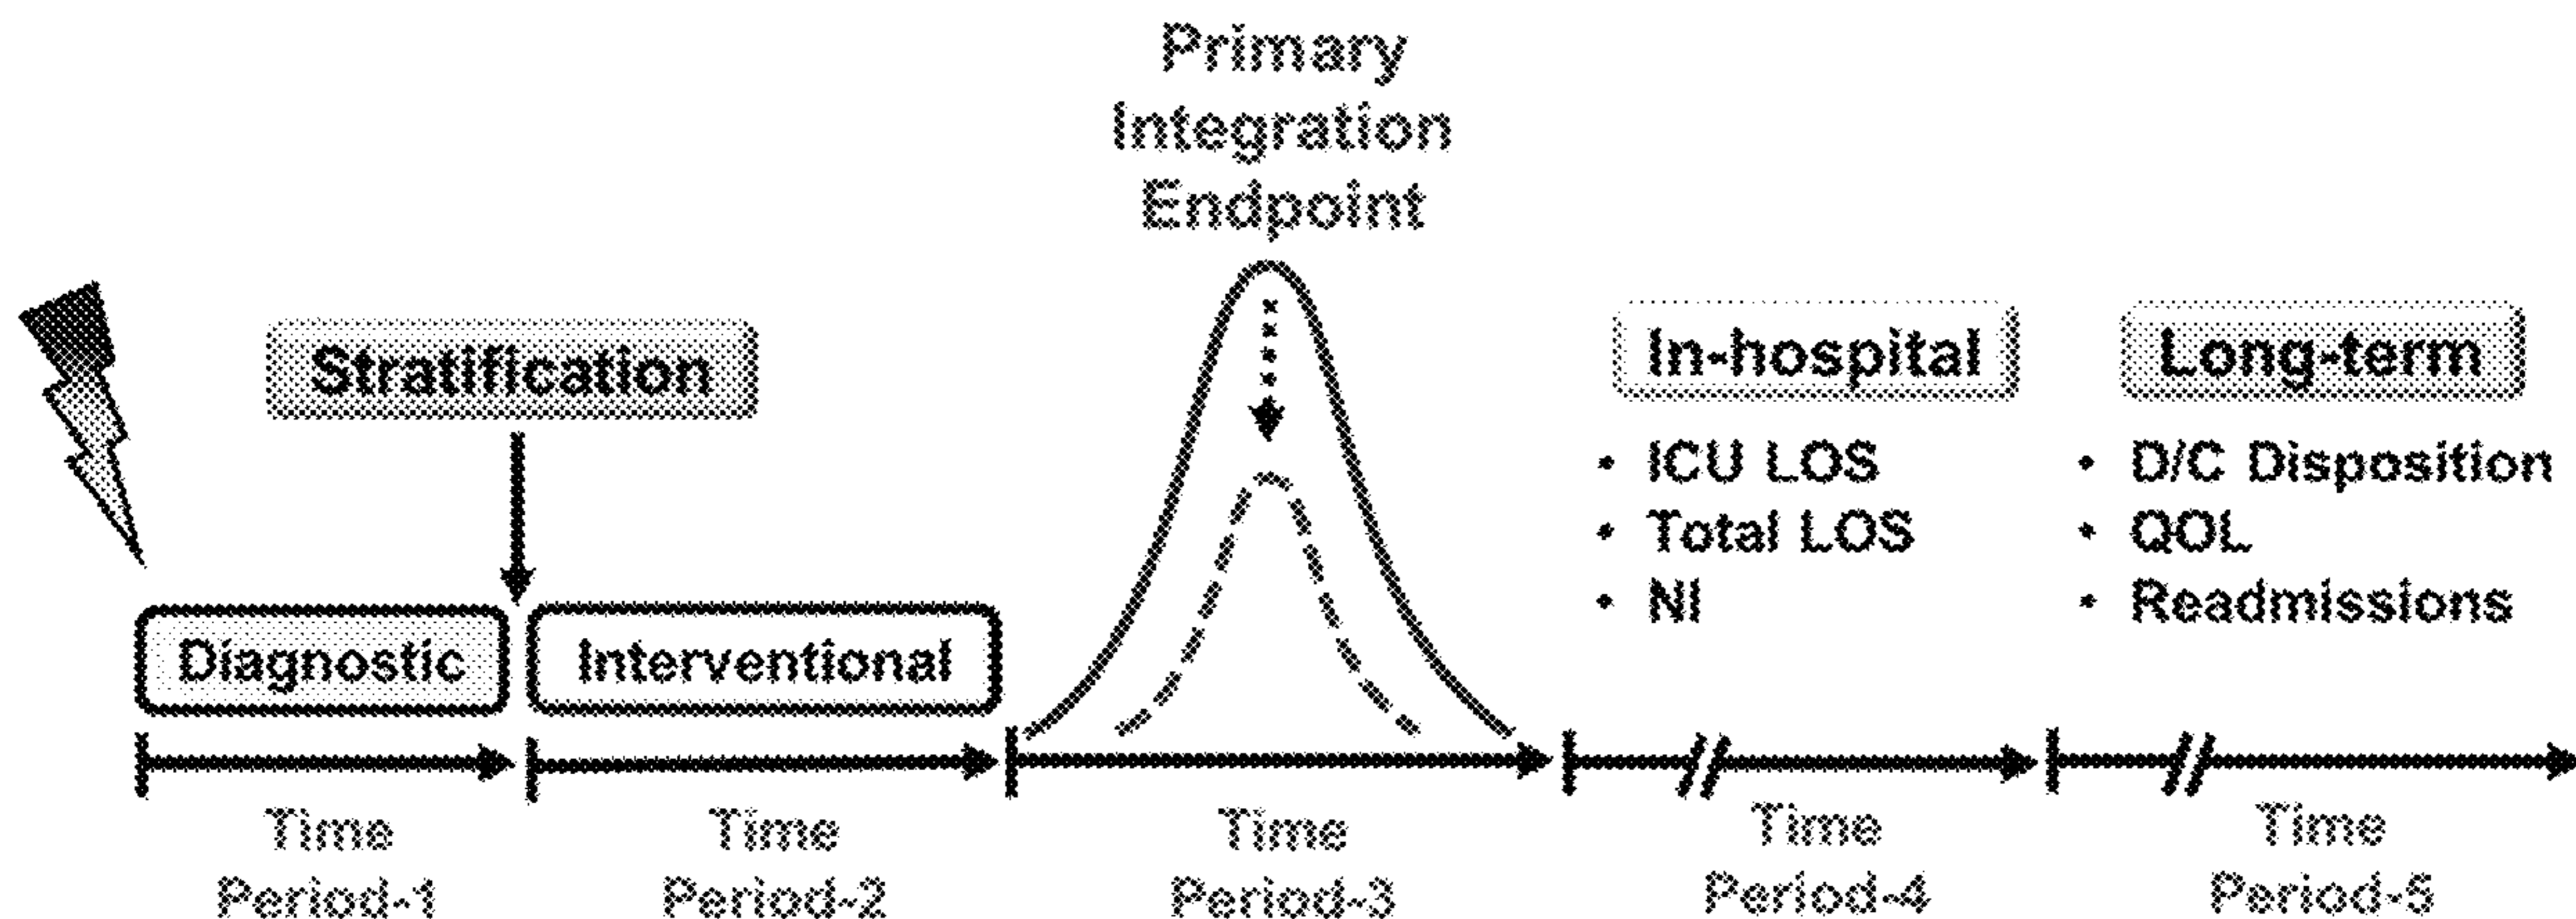 Primary
Integration
Endpoint
Stratification
In-hospital
Long-term
• ICU LOS
• Total LOS
• NI
• D/C Disposition
• QOL
• Readmissions
Diagnostic
Interventional
Time
Period-1
Time
Period-2
Time
Period-3
Time
Period-4
Time
Period-5